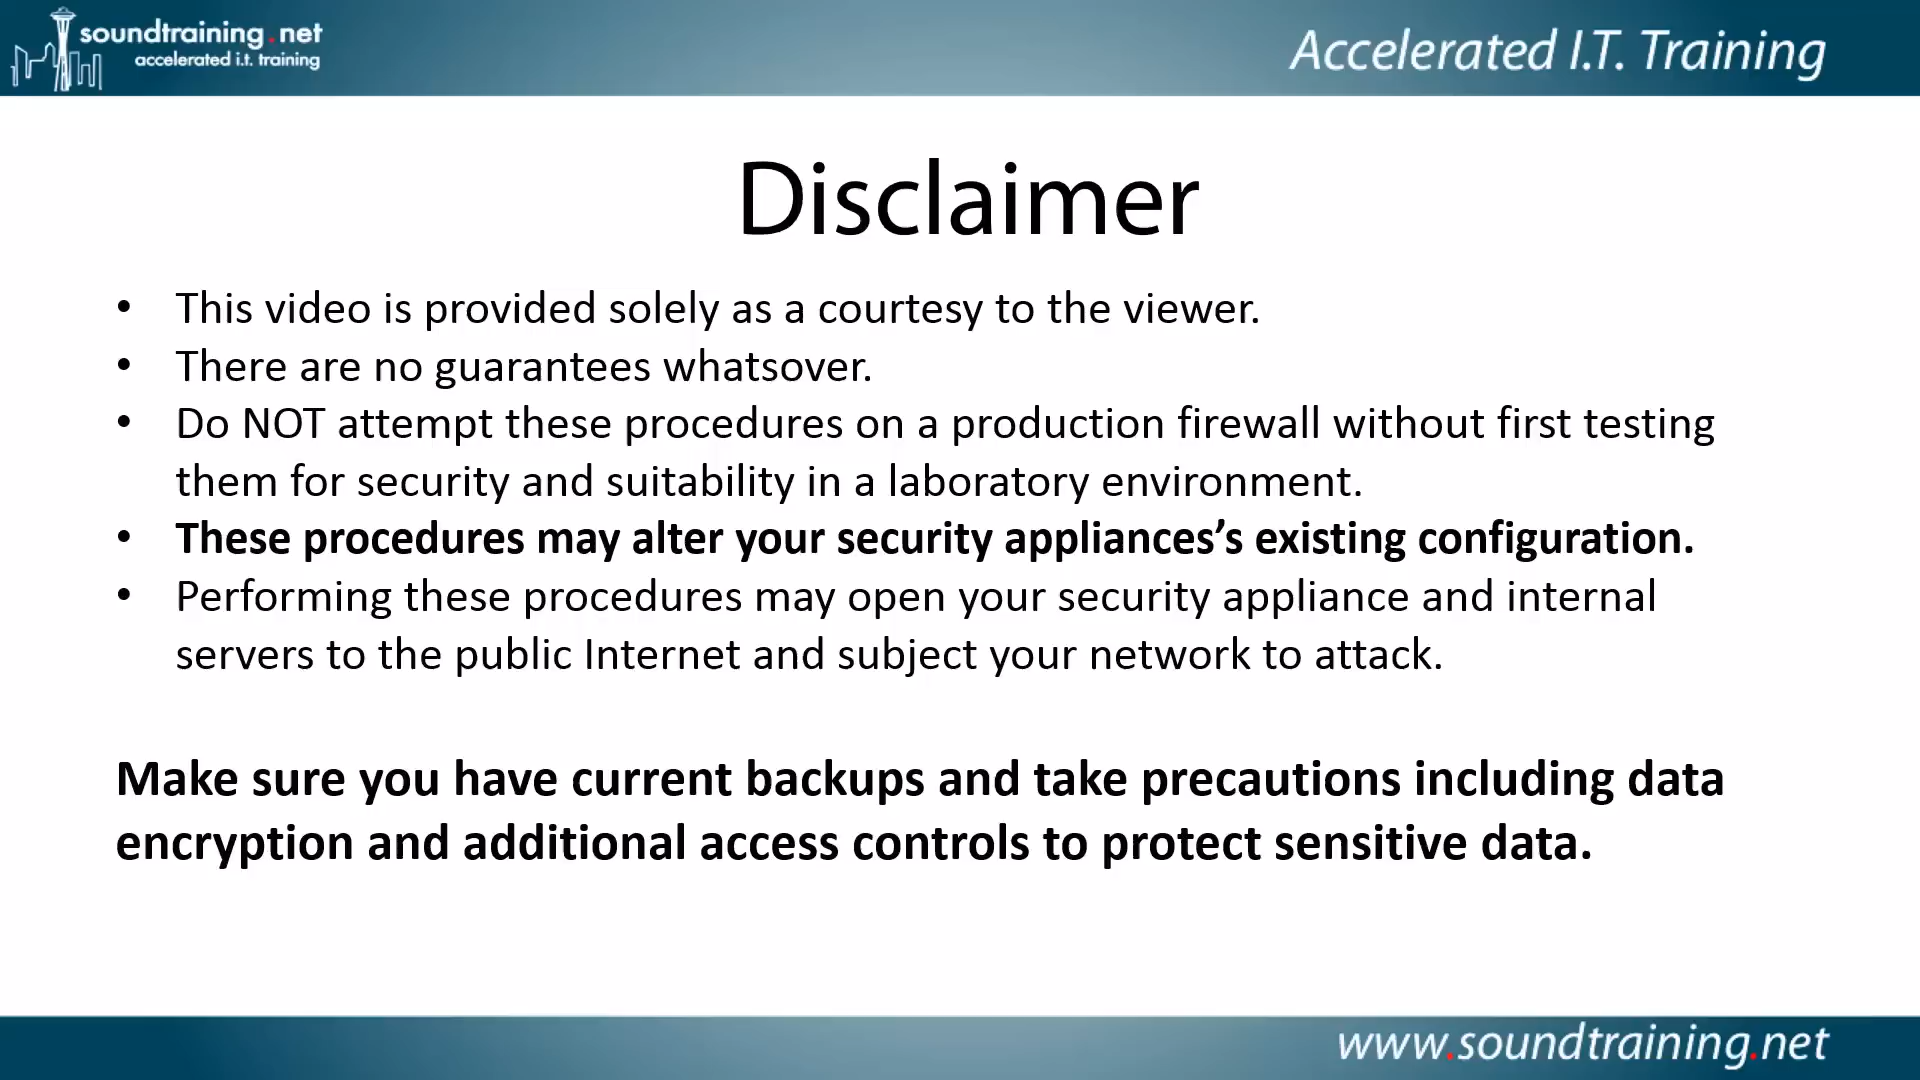 soundtraining.net
accelerated i.t. training
Accelerated I.T. Training
Disclaimer
• This video is provided solely as a courtesy to the viewer.
• There are no guarantees whatsover.
• Do NOT attempt these procedures on a production firewall without first testing
them for security and suitability in a laboratory environment.
• These procedures may alter your security appliances’s existing configuration.
• Performing these procedures may open your security appliance and internal
servers to the public Internet and subject your network to attack.
Make sure you have current backups and take precautions including data
encryption and additional access controls to protect sensitive data.
www.soundtraining.net